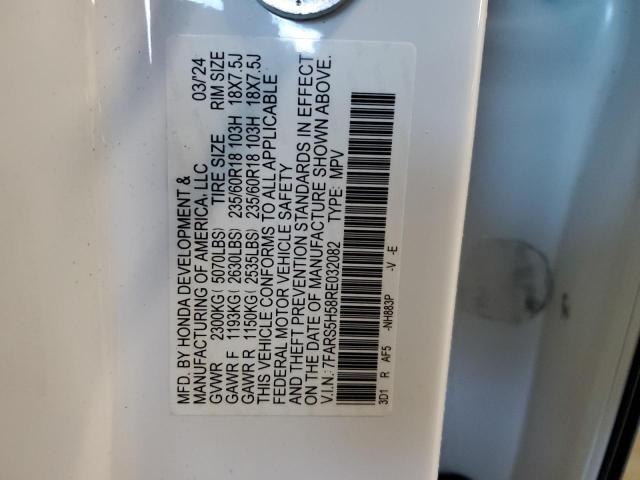 MFD. BY HONDA DEVELOPMENT &
MANUFACTURING OF AMERICA, LLC 03/'24
GVWR 2300KG( 5070LBS) TIRE SIZE RIM SIZE
GAWR F 1193KG( 2630LBS) 235/60R18 103H 18X7.5J
GAWR R 1150KG( 2535LBS) 235/60R18 103H 18X7.5J
THIS VEHICLE CONFORMS TO ALL APPLICABLE
FEDERAL MOTOR VEHICLE SAFETY
AND THEFT PREVENTION STANDARDS IN EFFECT
ON THE DATE OF MANUFACTURE SHOWN ABOVE.
V.I.N.: 7FARS5H58RE032082 TYPE: MPV
3D1 R AF5 -NH883P -V -E